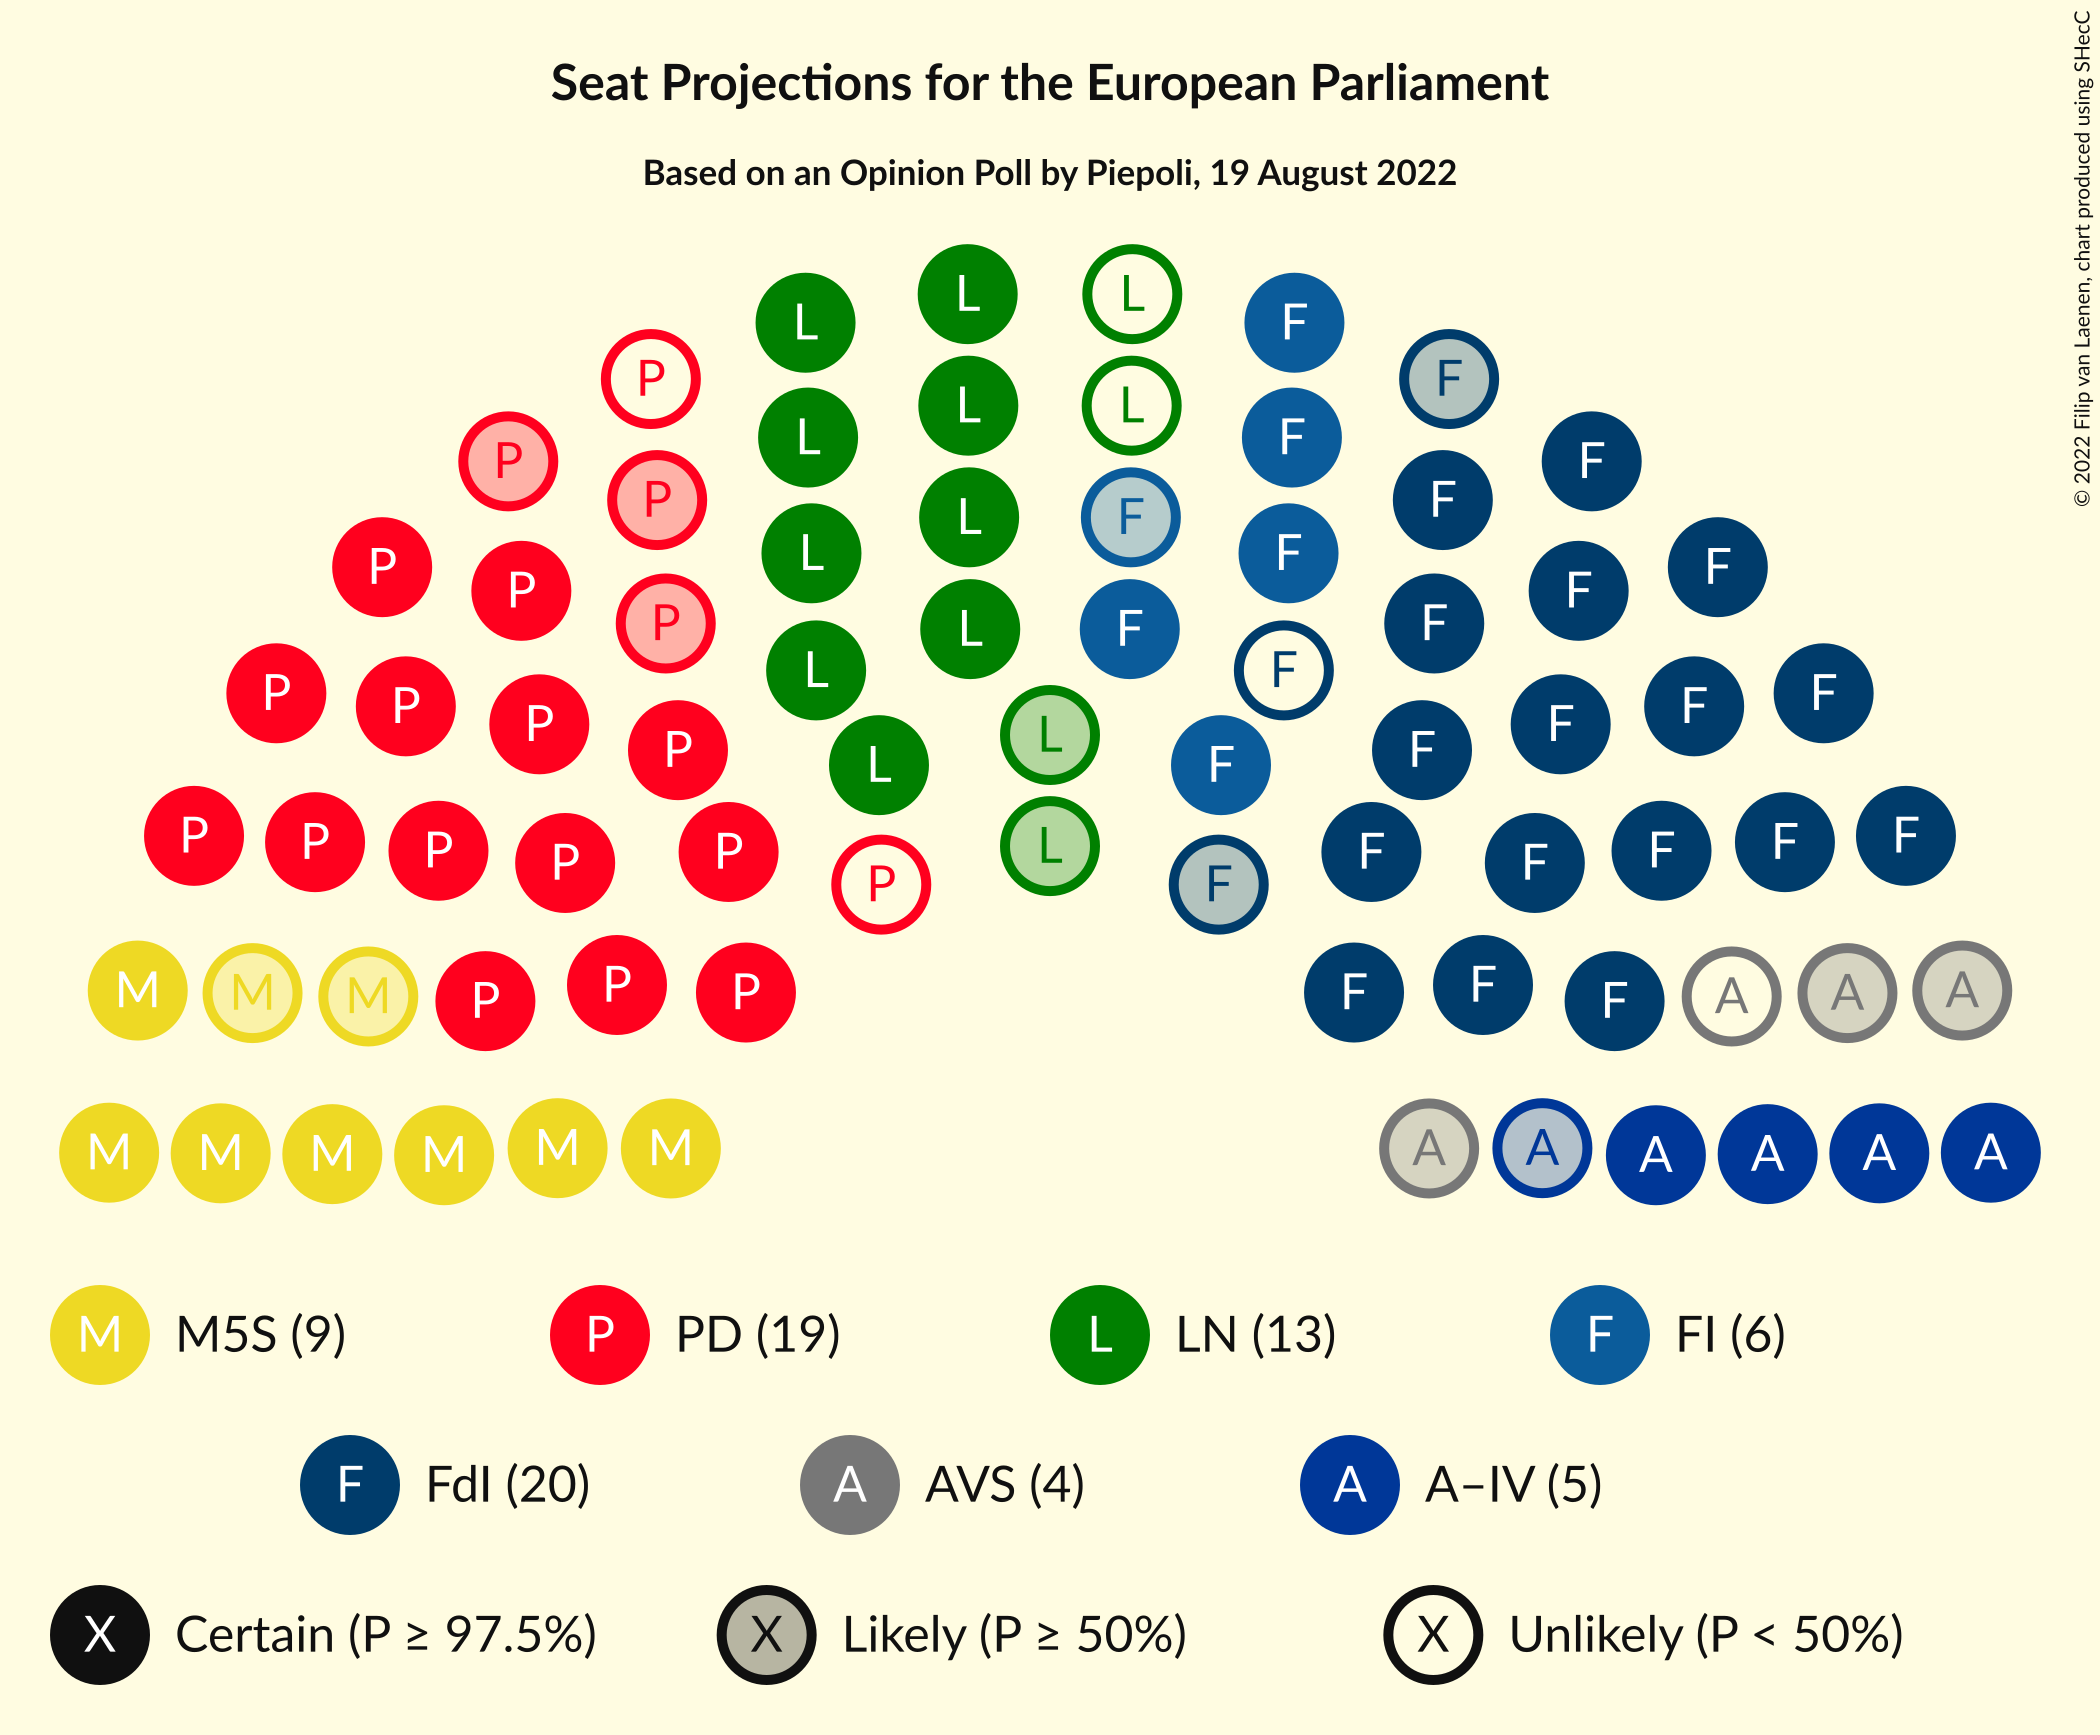 Seat Projections for the European Parliament
Based on an Opinion Poll by Piepoli, 19 August 2022
© 2022 Filip van Laenen, chart produced using SHecC
L L
L F
P P
L L L F F
P F F
P P
L L F F
F F
P P P
L L F F
F F F
P P P P
L L F
F F F F
P P P P P
P L F
F F F F F
M M M P P P
F F F A A A
M M M M M M
A A A A A A
M M5S (9) P PD (19) L LN (13) F FI (6)
F FdI (20) A AVS (4) A A–IV (5)
X Certain (P ≥ 97.5%) X Likely (P ≥ 50%) X Unlikely (P < 50%)